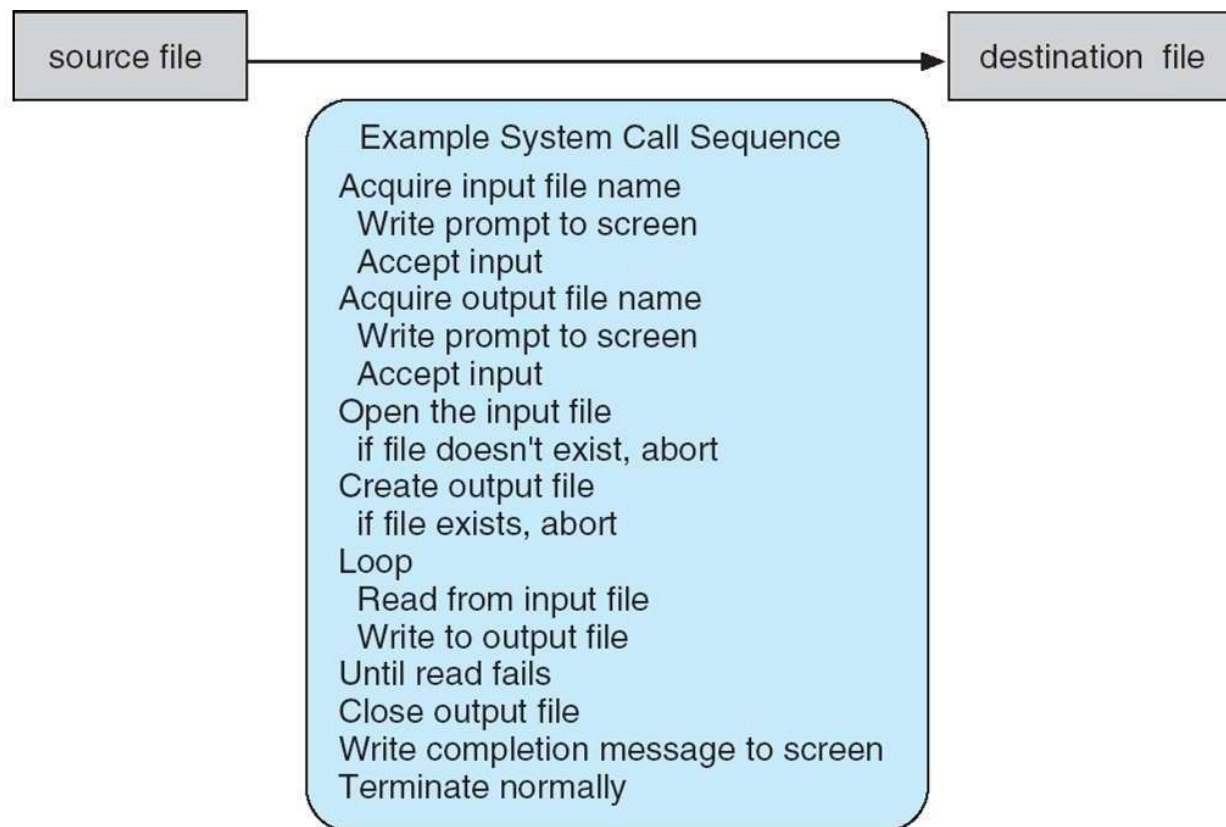 source file
destination file
Example System Call Sequence
Acquire input file name
Write prompt to screen
Accept input
Acquire output file name
Write prompt to screen
Accept input
Open the input file
if file doesn't exist, abort
Create output file
if file exists, abort
Loop
Read from input file
Write to output file
Until read fails
Close output file
Write completion message to screen
Terminate normally